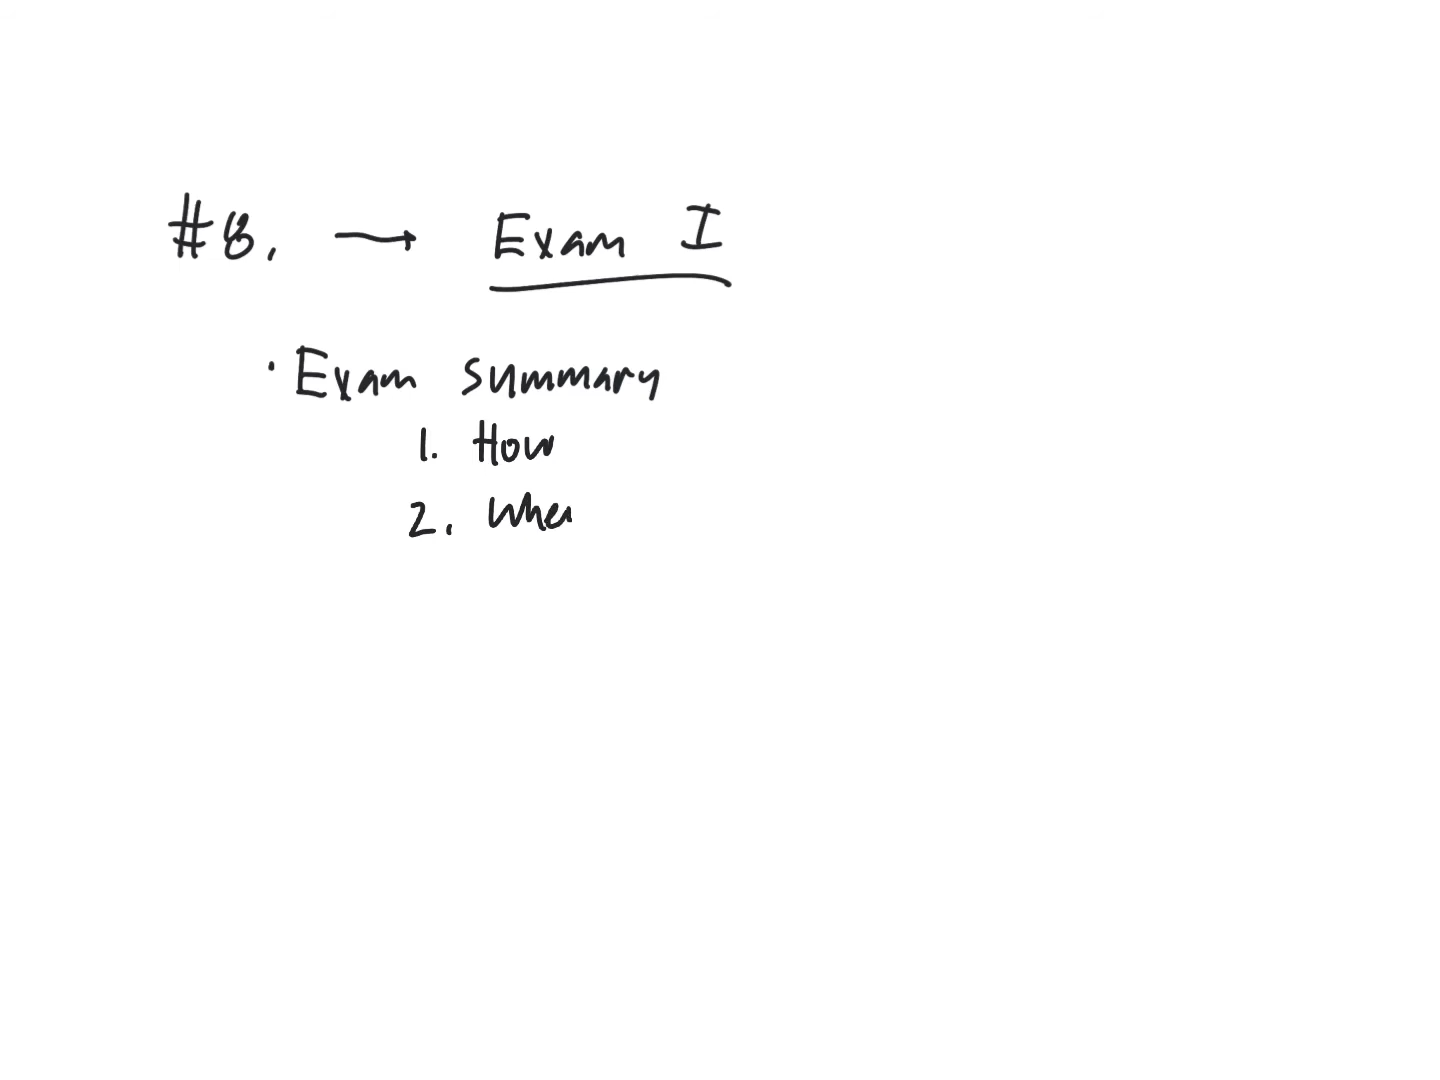 #8. → Exam I
· Exam summary
1. How
2. Whe